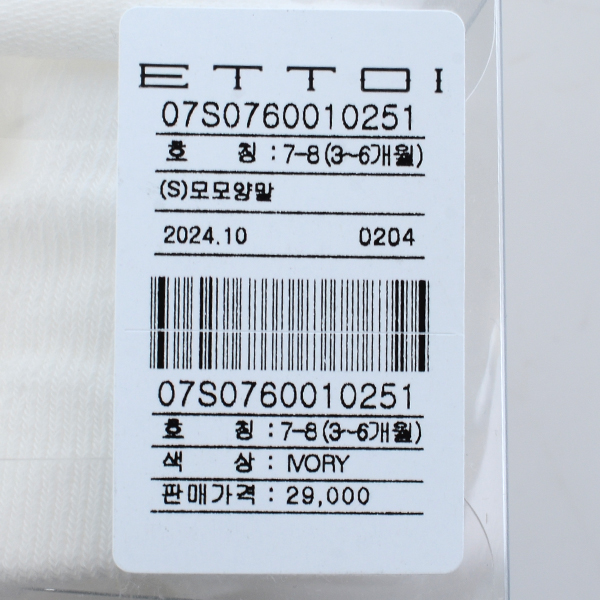 ETTOI
07S0760010251
호 칭 : 7-8 (3~6개월)
(S)모모양말
2024.10 0204
07S0760010251
호 칭 : 7-8 (3~6개월)
색 상 : IVORY
판매가격 : 29,000